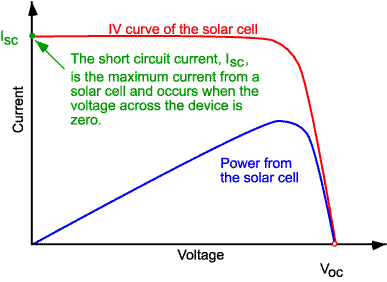 IV curve of the solar cell
ISC
The short circuit current, ISC,
is the maximum current from a
solar cell and occurs when the
voltage across the device is
zero.
Current
Power from
the solar cell
Voltage
VOC